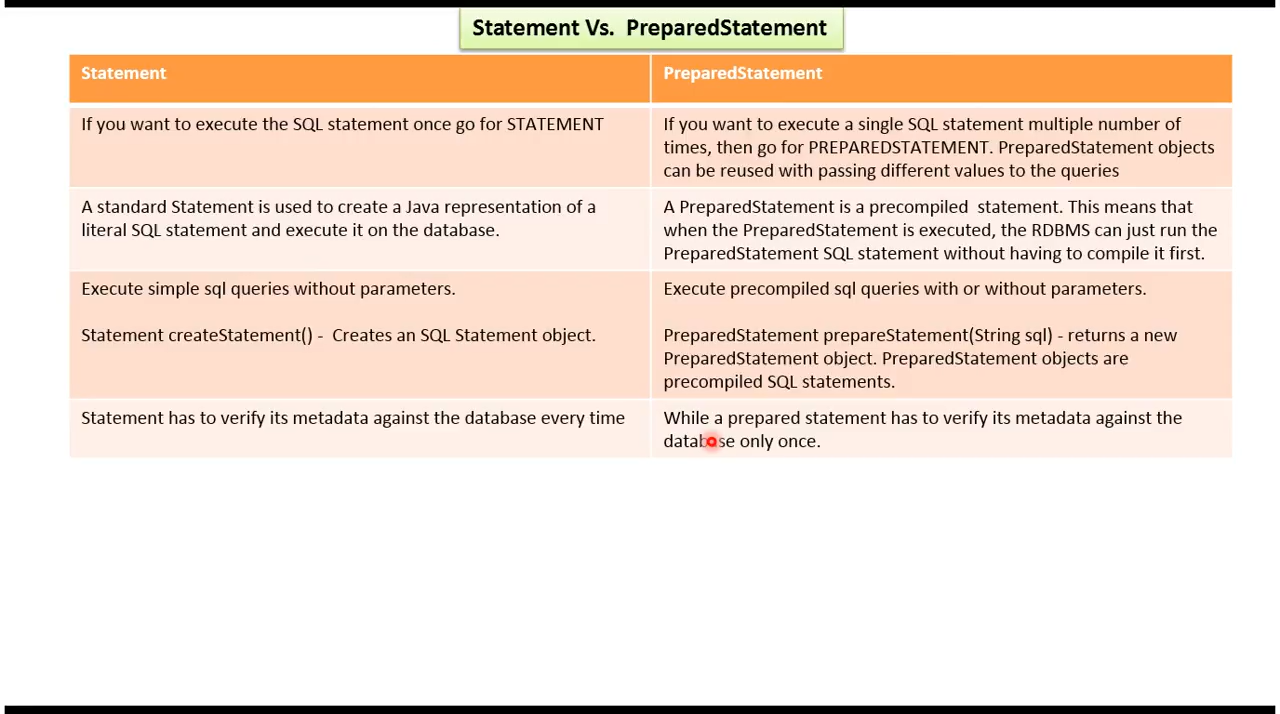 Statement Vs.  PreparedStatement
Statement
PreparedStatement
If you want to execute the SQL statement once go for STATEMENT
If you want to execute a single SQL statement multiple number of
times, then go for PREPAREDSTATEMENT. PreparedStatement objects
can be reused with passing different values to the queries
A standard Statement is used to create a Java representation of a
literal SQL statement and execute it on the database.
A PreparedStatement is a precompiled  statement. This means that
when the PreparedStatement is executed, the RDBMS can just run the
PreparedStatement SQL statement without having to compile it first.
Execute simple sql queries without parameters.
Statement createStatement() -  Creates an SQL Statement object.
Execute precompiled sql queries with or without parameters.
PreparedStatement prepareStatement(String sql) - returns a new
PreparedStatement object. PreparedStatement objects are
precompiled SQL statements.
Statement has to verify its metadata against the database every time
While a prepared statement has to verify its metadata against the
database only once.